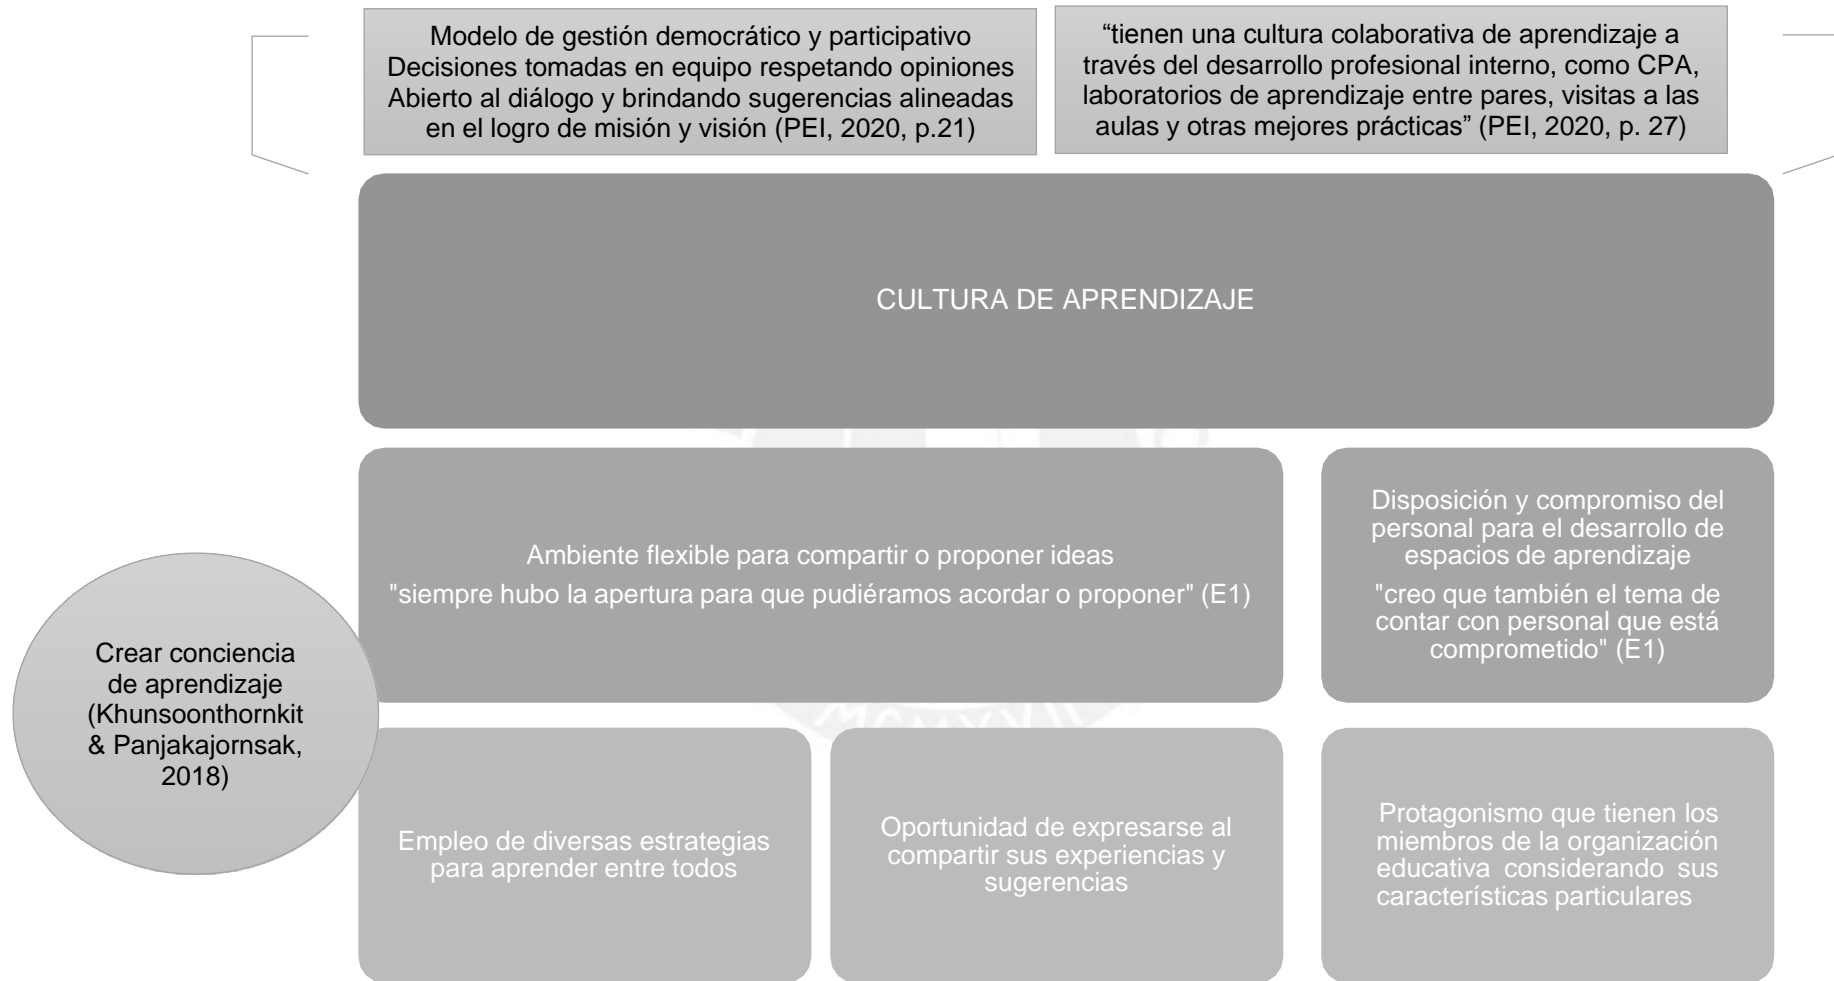 Modelo de gestión democrático y participativo
Decisiones tomadas en equipo respetando opiniones
Abierto al diálogo y brindando sugerencias alineadas
en el logro de misión y visión (PEI, 2020, p.21)
“tienen una cultura colaborativa de aprendizaje a
través del desarrollo profesional interno, como CPA,
laboratorios de aprendizaje entre pares, visitas a las
aulas y otras mejores prácticas” (PEI, 2020, p. 27)
CULTURA DE APRENDIZAJE
Ambiente flexible para compartir o proponer ideas
"siempre hubo la apertura para que pudiéramos acordar o proponer" (E1)
Disposición y compromiso del
personal para el desarrollo de
espacios de aprendizaje
"creo que también el tema de
contar con personal que está
comprometido" (E1)
Crear conciencia
de aprendizaje
(Khunsoonthornkit
& Panjakajornsak,
2018)
Empleo de diversas estrategias
para aprender entre todos
Oportunidad de expresarse al
compartir sus experiencias y
sugerencias
Protagonismo que tienen los
miembros de la organización
educativa considerando sus
características particulares